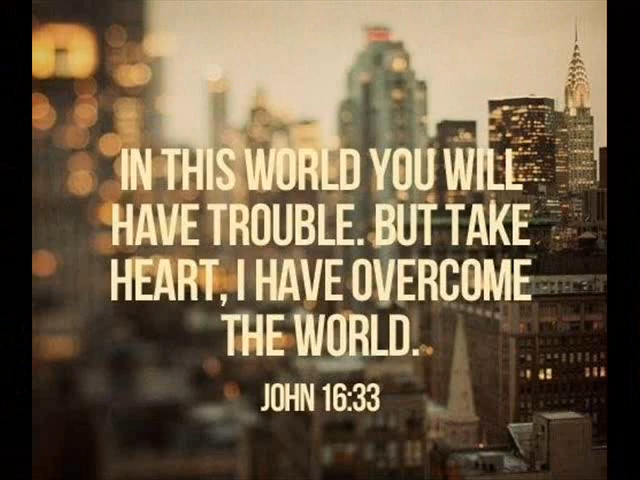 IN THIS WORLD YOU WILL
HAVE TROUBLE. BUT TAKE
HEART, I HAVE OVERCOME
THE WORLD.
JOHN 16:33